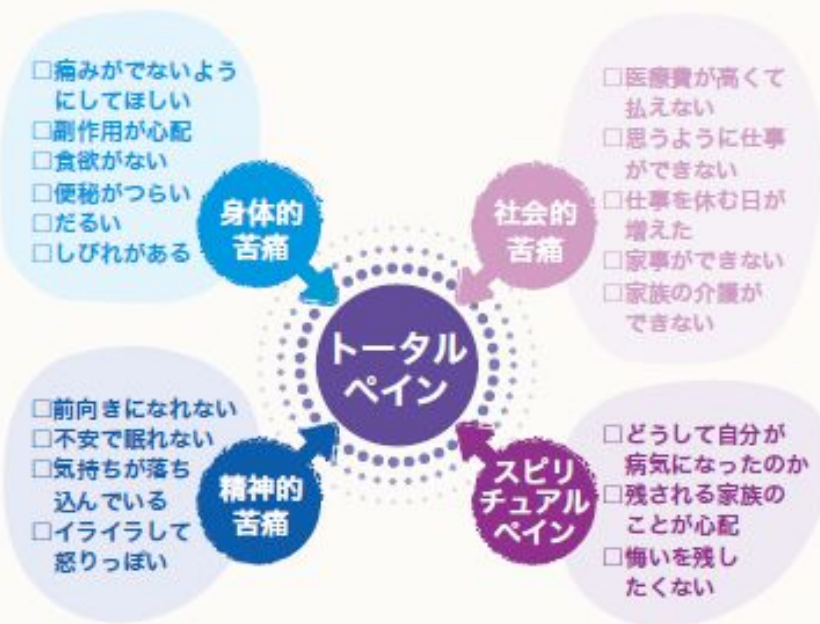 □痛みがでないよう
にしてほしい
□副作用が心配
□食欲がない
□便秘がつらい
□だるい
□しびれがある
身体的
苦痛
□医療費が高くて
払えない
□思うように仕事
ができない
□仕事を休む日が
増えた
□家事ができない
□家族の介護が
できない
社会的
苦痛
トータル
ペイン
□前向きになれない
□不安で眠れない
□気持ちが落ち
込んでいる
□イライラして
怒りっぽい
精神的
苦痛
スピリ
チュアル
ペイン
□どうして自分が
病気になったのか
□残される家族の
ことが心配
□悔いを残し
たくない